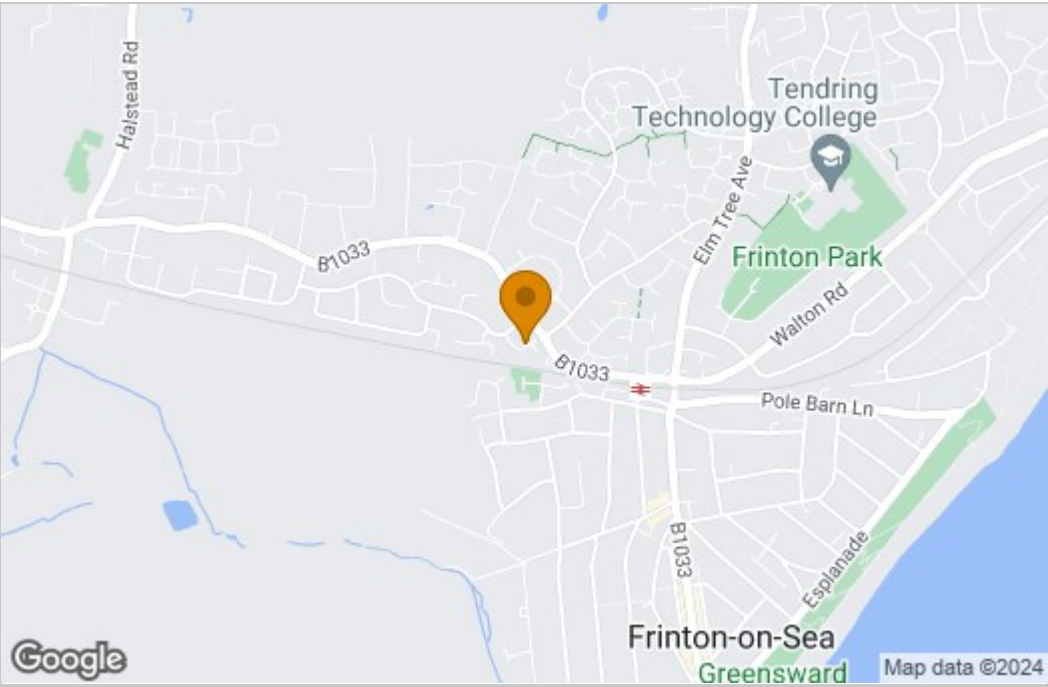 Halstead Rd
Tendring
Technology College
Elm Tree Ave
B1033
Frinton Park
Walton Rd
B1033
Pole Barn Ln
B1033
Esplanade
Frinton-on-Sea
Greensward
Google
Map data ©2024